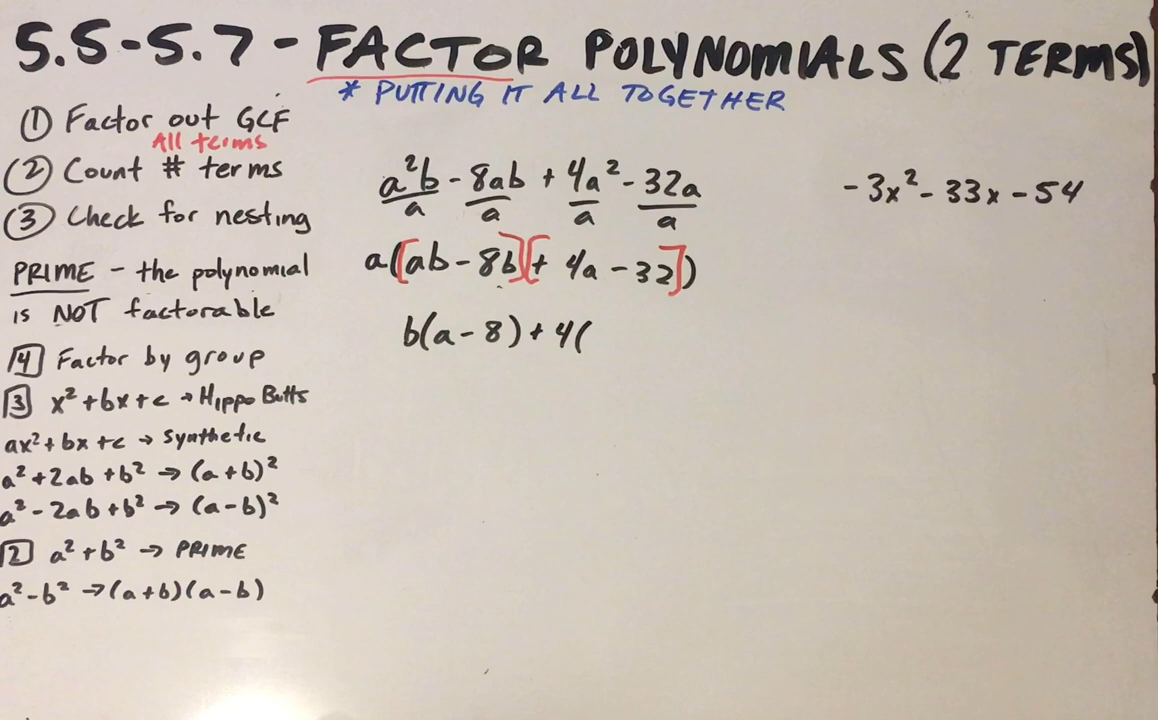 5.5-5.7 - FACTOR POLYNOMIALS (2 TERMS)
* PUTTING IT ALL TOGETHER
① Factor out GCF
All terms
② Count # terms
③ Check for nesting
PRIME - the polynomial
is NOT factorable
4 Factor by group
3 x² + bx + c → Hippo Butts
ax² + bx + c → Synthetic
a² + 2ab + b² → (a + b)²
a² - 2ab + b² → (a - b)²
2 a² + b² → PRIME
a² - b² → (a + b)(a - b)
a²b - 8ab + 4a² - 32a
a a a a
a([ab - 8b][+ 4a - 32])
b(a - 8) + 4(
-3x² - 33x - 54